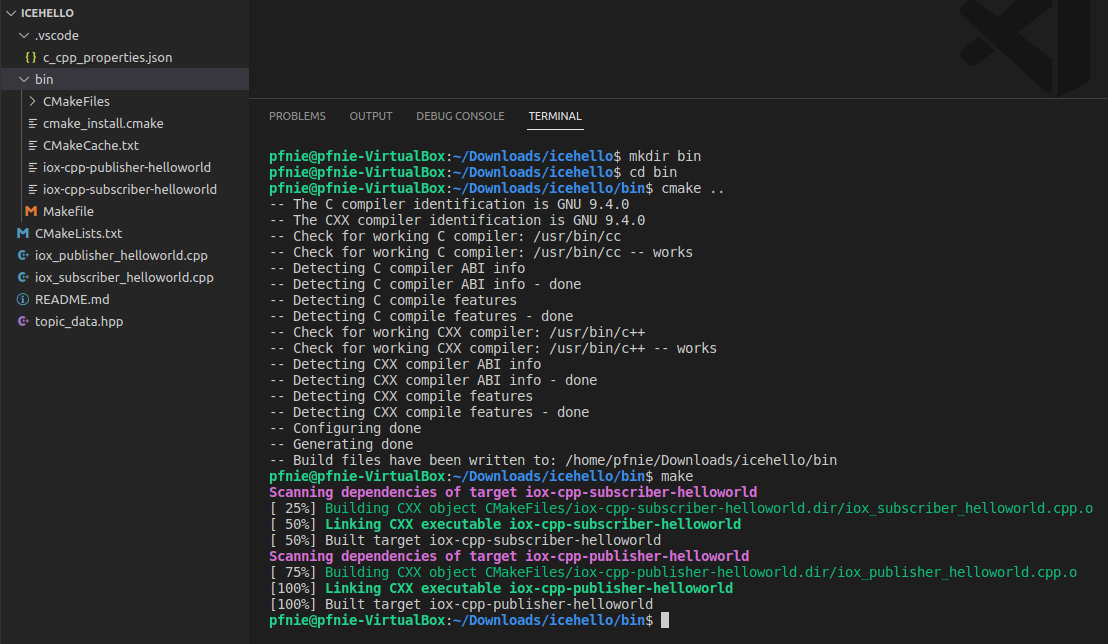 ICEHELLO
.vscode
{} c_cpp_properties.json
bin
CMakeFiles
cmake_install.cmake
CMakeCache.txt
iox-cpp-publisher-helloworld
iox-cpp-subscriber-helloworld
M Makefile
M CMakeLists.txt
iox_publisher_helloworld.cpp
iox_subscriber_helloworld.cpp
README.md
topic_data.hpp
PROBLEMS OUTPUT DEBUG CONSOLE TERMINAL
pfnie@pfnie-VirtualBox:~/Downloads/icehello$ mkdir bin
pfnie@pfnie-VirtualBox:~/Downloads/icehello$ cd bin
pfnie@pfnie-VirtualBox:~/Downloads/icehello/bin$ cmake ..
-- The C compiler identification is GNU 9.4.0
-- The CXX compiler identification is GNU 9.4.0
-- Check for working C compiler: /usr/bin/cc
-- Check for working C compiler: /usr/bin/cc -- works
-- Detecting C compiler ABI info
-- Detecting C compiler ABI info - done
-- Detecting C compile features
-- Detecting C compile features - done
-- Check for working CXX compiler: /usr/bin/c++
-- Check for working CXX compiler: /usr/bin/c++ -- works
-- Detecting CXX compiler ABI info
-- Detecting CXX compiler ABI info - done
-- Detecting CXX compile features
-- Detecting CXX compile features - done
-- Configuring done
-- Generating done
-- Build files have been written to: /home/pfnie/Downloads/icehello/bin
pfnie@pfnie-VirtualBox:~/Downloads/icehello/bin$ make
Scanning dependencies of target iox-cpp-subscriber-helloworld
[ 25%] Building CXX object CMakeFiles/iox-cpp-subscriber-helloworld.dir/iox_subscriber_helloworld.cpp.o
[ 50%] Linking CXX executable iox-cpp-subscriber-helloworld
[ 50%] Built target iox-cpp-subscriber-helloworld
Scanning dependencies of target iox-cpp-publisher-helloworld
[ 75%] Building CXX object CMakeFiles/iox-cpp-publisher-helloworld.dir/iox_publisher_helloworld.cpp.o
[100%] Linking CXX executable iox-cpp-publisher-helloworld
[100%] Built target iox-cpp-publisher-helloworld
pfnie@pfnie-VirtualBox:~/Downloads/icehello/bin$